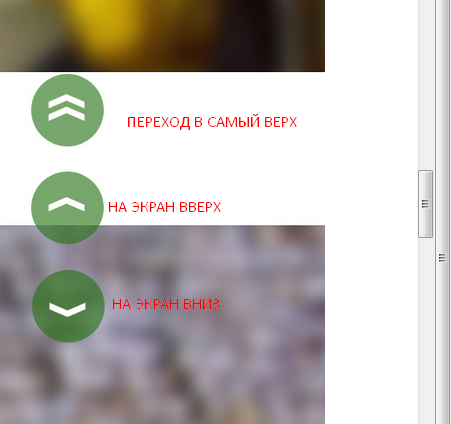 ПЕРЕХОД В САМЫЙ ВЕРХ
НА ЭКРАН ВВЕРХ
НА ЭКРАН ВНИЗ